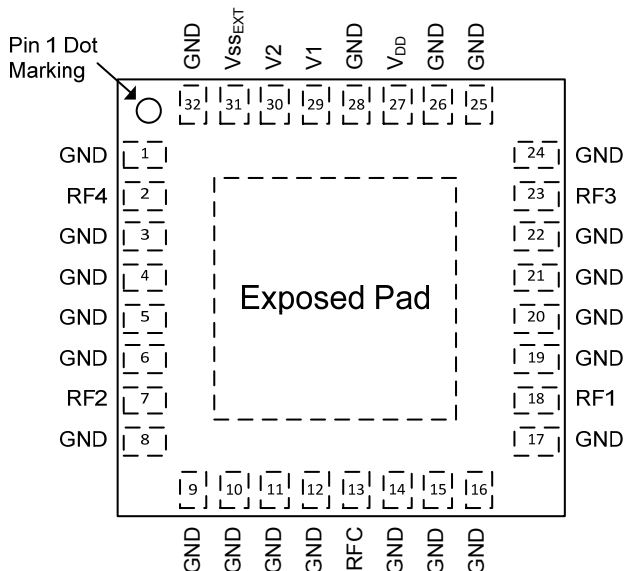 Pin 1 Dot
Marking
GND
VssEXT
V2
V1
GND
VDD
GND
GND
32 31 30 29 28 27 26 25
GND 1
RF4 2
GND 3
GND 4
GND 5
GND 6
RF2 7
GND 8
24 GND
23 RF3
22 GND
21 GND
20 GND
19 GND
18 RF1
17 GND
Exposed Pad
9 10 11 12 13 14 15 16
GND
GND
GND
GND
RFC
GND
GND
GND